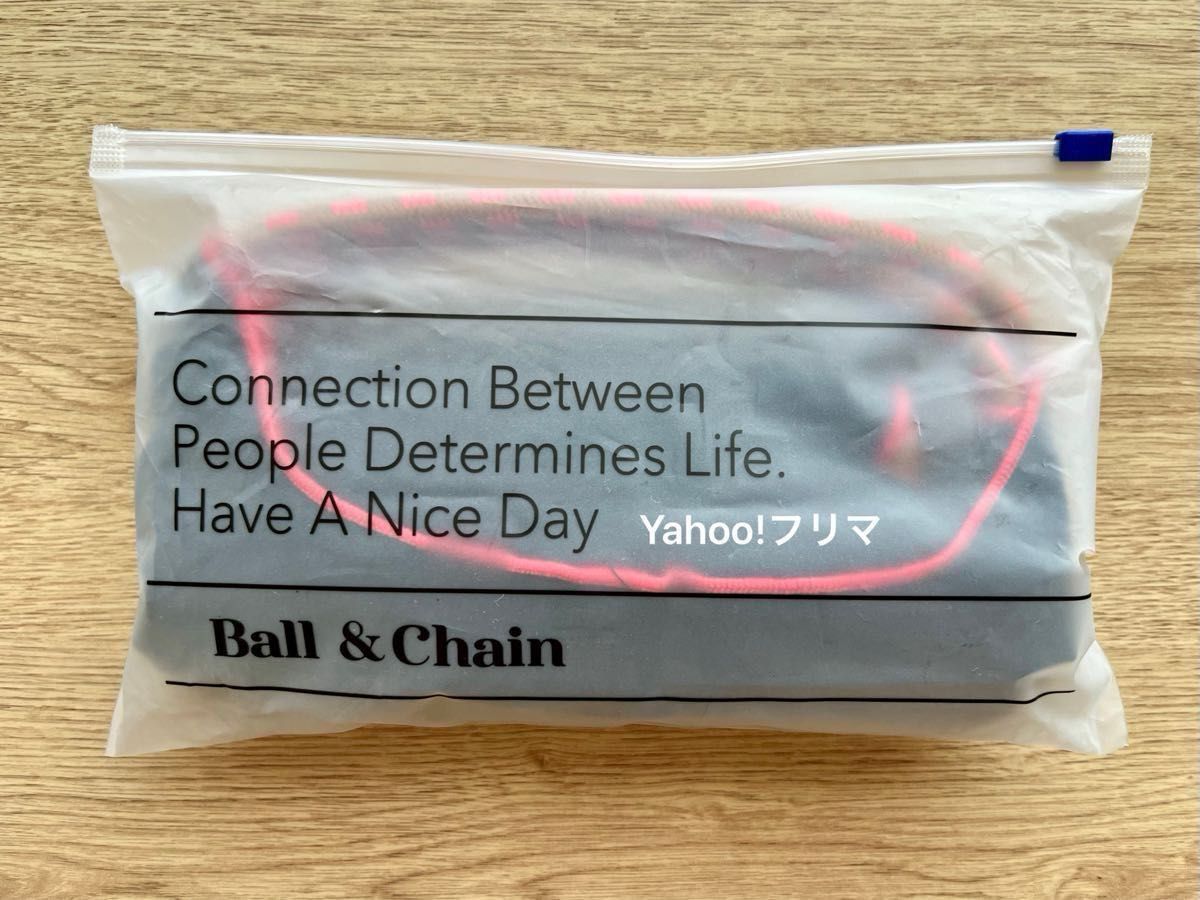 Connection Between
People Determines Life.
Have A Nice Day
Yahoo!フリマ
Ball & Chain